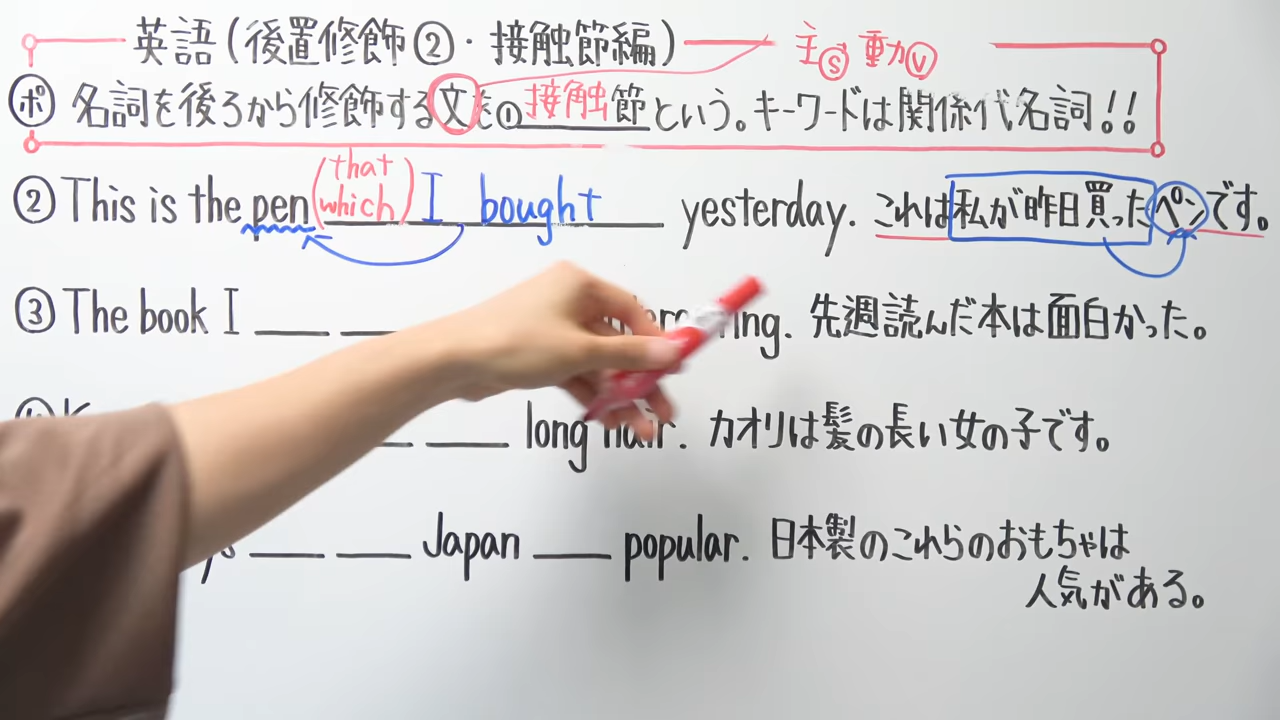 英語(後置修飾②・接触節編) 主Ⓢ 動Ⓥ
ポ 名詞を後ろから修飾する文を①接触節という。キーワードは関係代名詞!!
(that
②This is the pen which) I bought yesterday. これは私が昨日買ったペンです。
③The book I ing. 先週読んだ本は面白かった。
long hair. カオリは髪の長い女の子です。
Japan popular. 日本製のこれらのおもちゃは
人気がある。